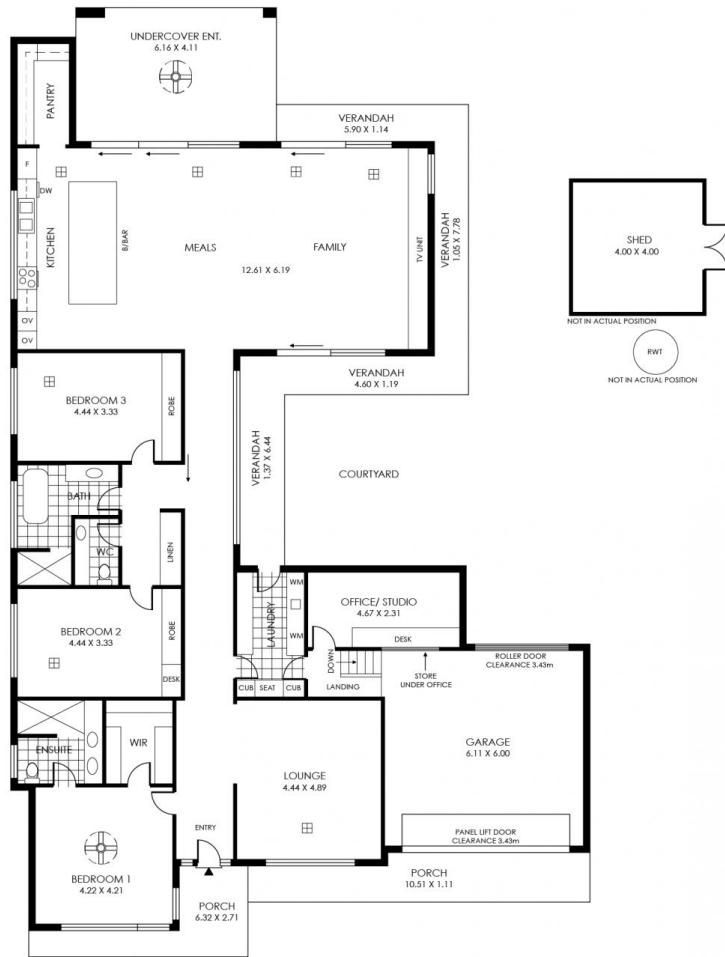 UNDERCOVER ENT.
6.16 X 4.11
PANTRY
VERANDAH
5.90 X 1.14
F
DW
KITCHEN
B/BAR
MEALS
FAMILY
12.61 X 6.19
TV UNIT
VERANDAH
1.05 X 7.78
OV
OV
SHED
4.00 X 4.00
NOT IN ACTUAL POSITION
RWT
NOT IN ACTUAL POSITION
VERANDAH
4.60 X 1.19
BEDROOM 3
4.44 X 3.33
ROBE
VERANDAH
1.37 X 6.44
COURTYARD
BATH
WC
LINEN
BEDROOM 2
4.44 X 3.33
ROBE
DESK
LAUNDRY
WM
WM
OFFICE/ STUDIO
4.67 X 2.31
DESK
CUB
SEAT
CUB
DOWN
LANDING
STORE
UNDER OFFICE
ROLLER DOOR
CLEARANCE 3.43m
ENSUITE
WIR
LOUNGE
4.44 X 4.89
GARAGE
6.11 X 6.00
PANEL LIFT DOOR
CLEARANCE 3.43m
ENTRY
BEDROOM 1
4.22 X 4.21
PORCH
6.32 X 2.71
PORCH
10.51 X 1.11